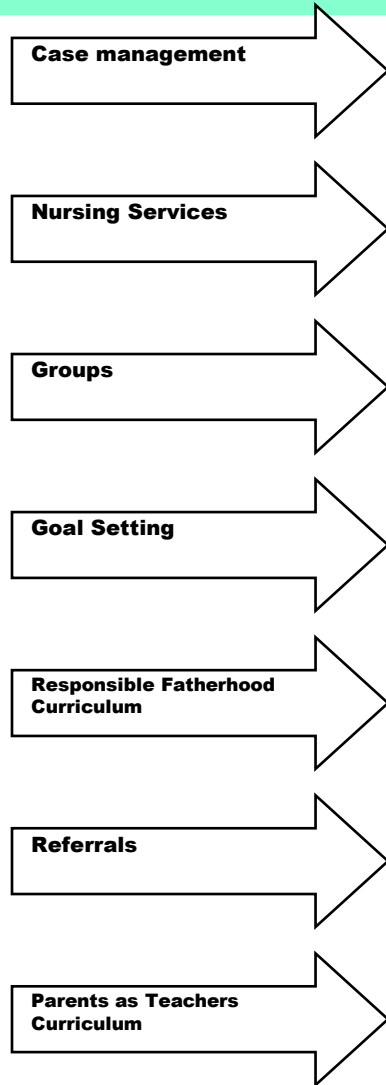 Case management
Nursing Services
Groups
Goal Setting
Responsible Fatherhood
Curriculum
Referrals
Parents as Teachers
Curriculum